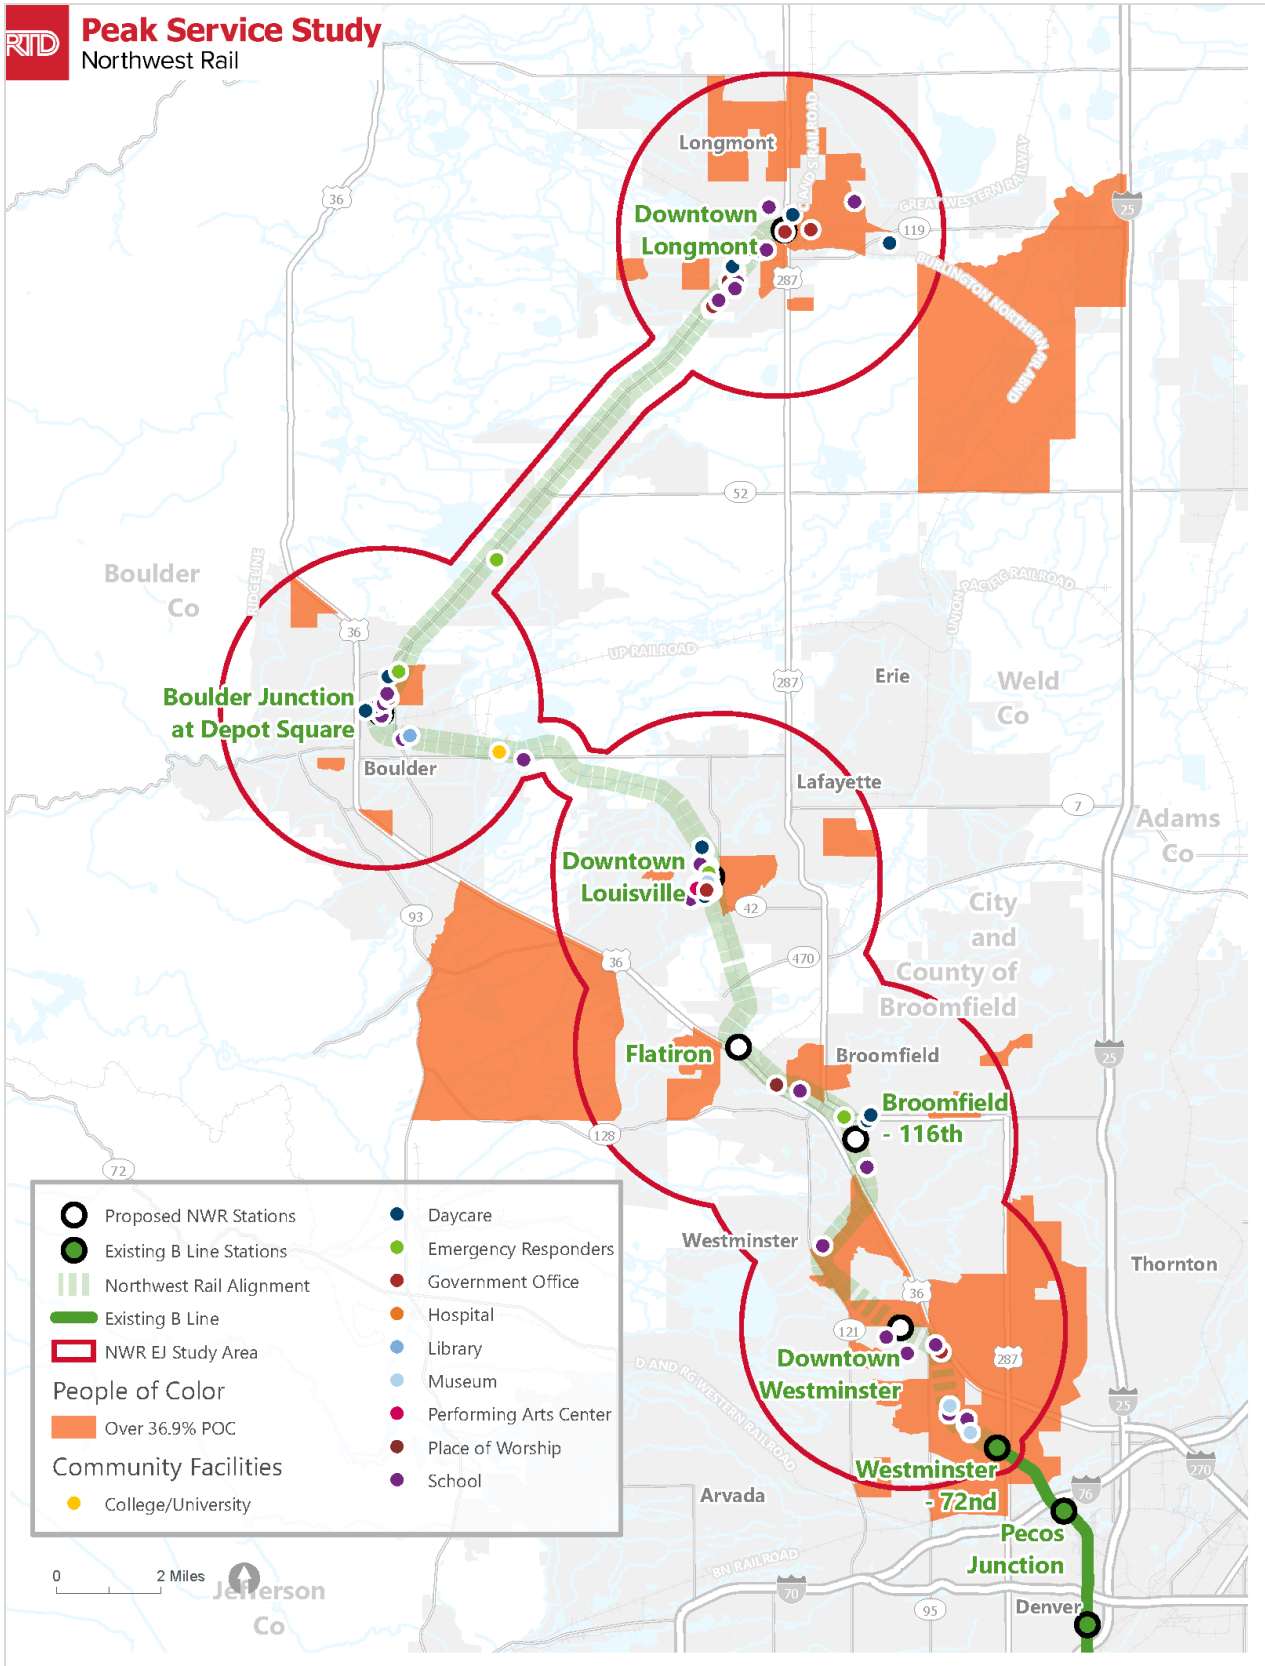 RTD
Peak Service Study
Northwest Rail
Longmont
C AND S RAILROAD
36
25
GREAT WESTERN RAILWAY
Downtown
Longmont
119
BURLINGTON NORTHERN
RR ABND
287
52
RIDGELINE
UNION PACIFIC RAILROAD
Boulder
Co
36
UP RAILROAD
Erie
287
Weld
Co
Boulder Junction
at Depot Square
Boulder
Lafayette
7
Adams
Co
Downtown
Louisville
42
93
City
and
County of
Broomfield
36
470
Flatiron
Broomfield
25
Broomfield
- 116th
128
72
Westminster
Thornton
36
121
287
Downtown
Westminster
D AND RG WESTERN RAILROAD
25
270
Westminster
- 72nd
76
Arvada
Pecos
Junction
BN RAILROAD
70
95
Denver
Proposed NWR Stations
Existing B Line Stations
Northwest Rail Alignment
Existing B Line
NWR EJ Study Area
People of Color
Over 36.9% POC
Community Facilities
College/University
Daycare
Emergency Responders
Government Office
Hospital
Library
Museum
Performing Arts Center
Place of Worship
School
0 2 Miles
Jefferson
Co